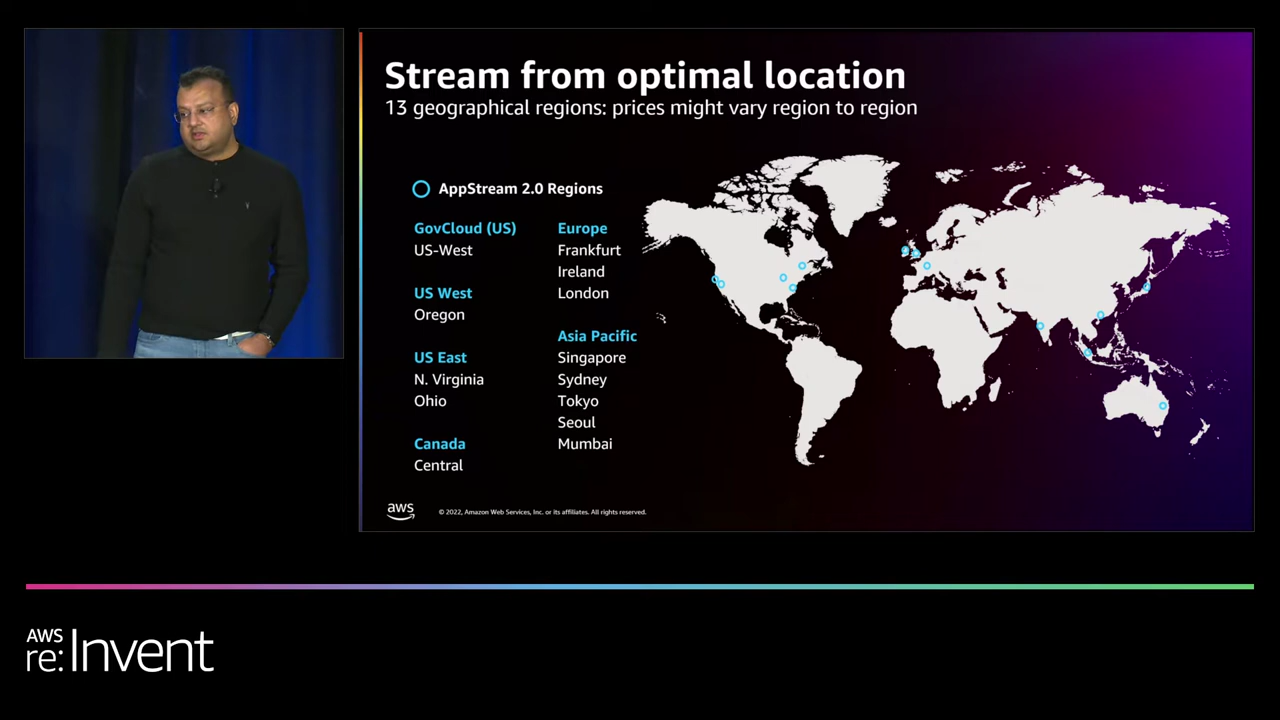 Stream from optimal location
13 geographical regions: prices might vary region to region
AppStream 2.0 Regions
GovCloud (US)
US-West
US West
Oregon
US East
N. Virginia
Ohio
Canada
Central
Europe
Frankfurt
Ireland
London
Asia Pacific
Singapore
Sydney
Tokyo
Seoul
Mumbai
aws
© 2022, Amazon Web Services, Inc. or its affiliates. All rights reserved.
AWS
re:Invent